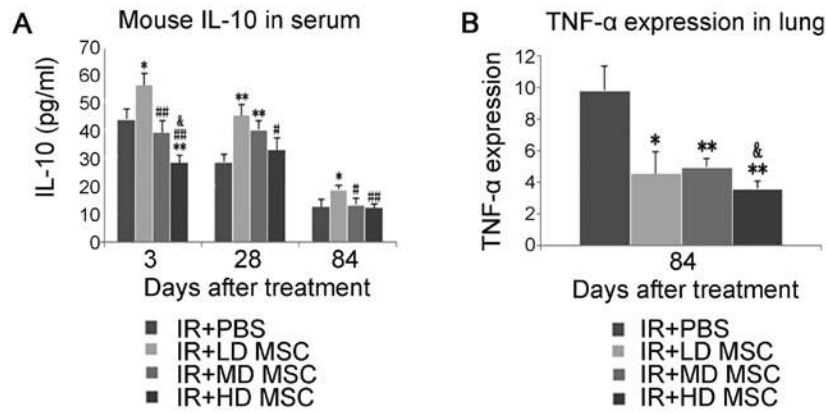 A
Mouse IL-10 in serum
IL-10 (pg/ml)
70
60
50
40
30
20
10
0
*
##
&
##
**
**
**
#
*
#
##
3 28 84
Days after treatment
IR+PBS
IR+LD MSC
IR+MD MSC
IR+HD MSC
B
TNF-α expression in lung
TNF-α expression
12
10
8
6
4
2
0
*
**
&
**
84
Days after treatment
IR+PBS
IR+LD MSC
IR+MD MSC
IR+HD MSC